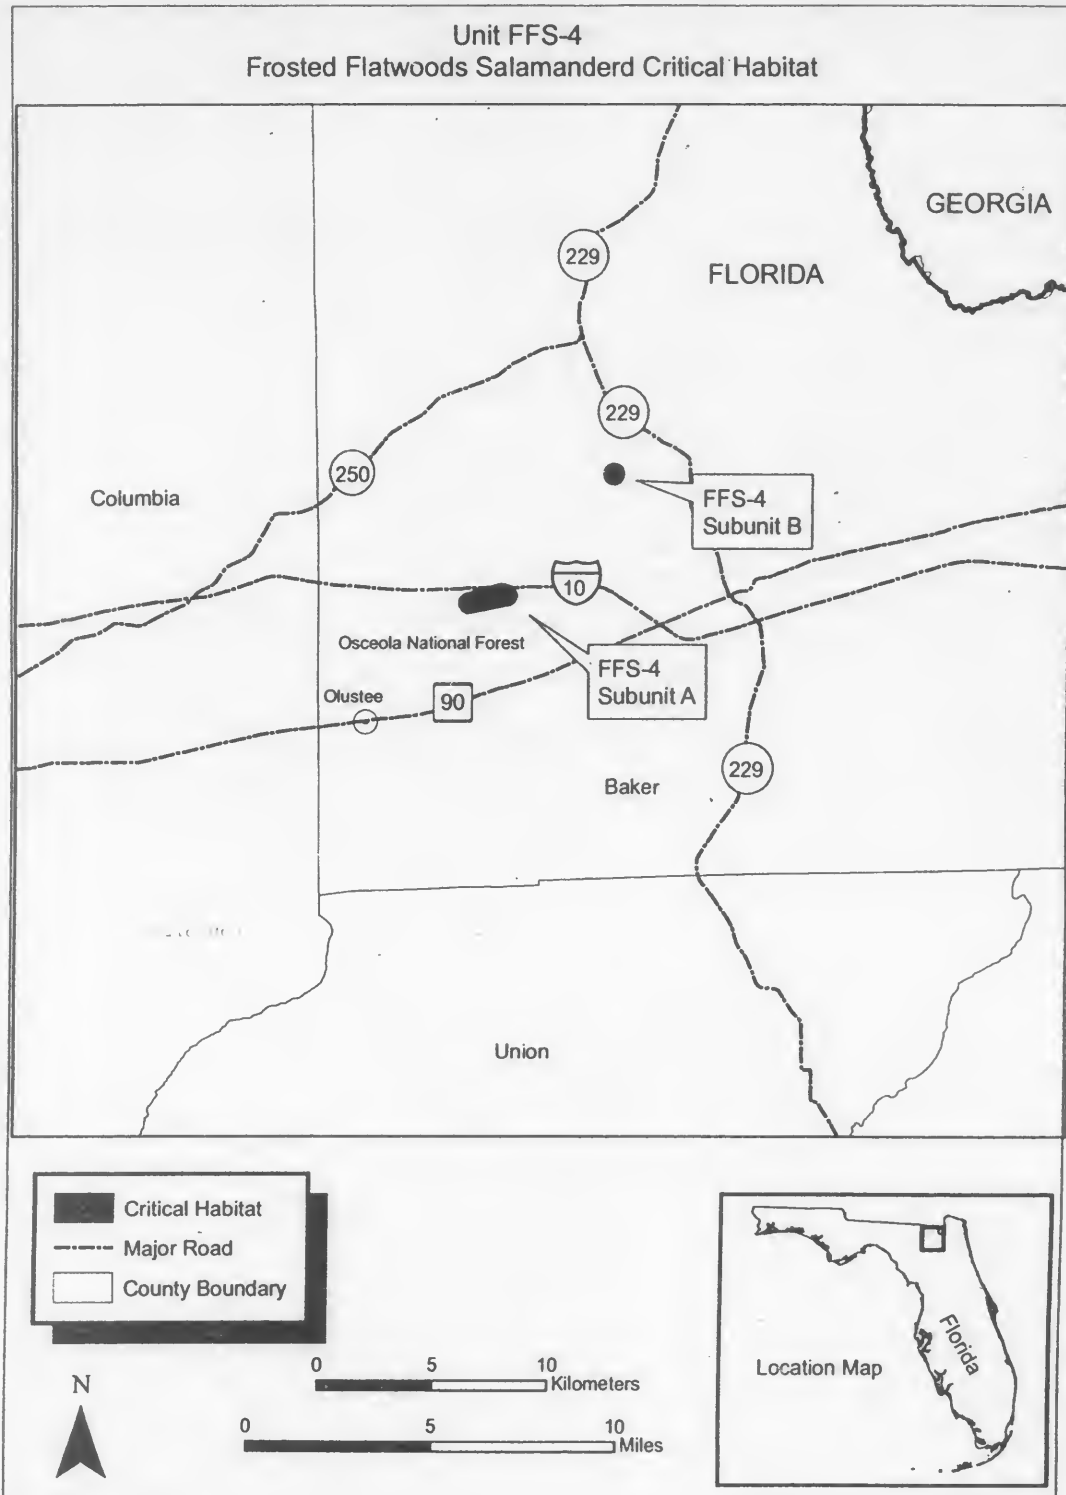 Unit FFS-4
Frosted Flatwoods Salamanderd Critical Habitat
GEORGIA
FLORIDA
229
229
250
Columbia
FFS-4
Subunit B
10
Osceola National Forest
FFS-4
Subunit A
Olustee
90
229
Baker
Union
Critical Habitat
Major Road
County Boundary
N
0 5 10
Kilometers
0 5 10
Miles
Location Map
Florida